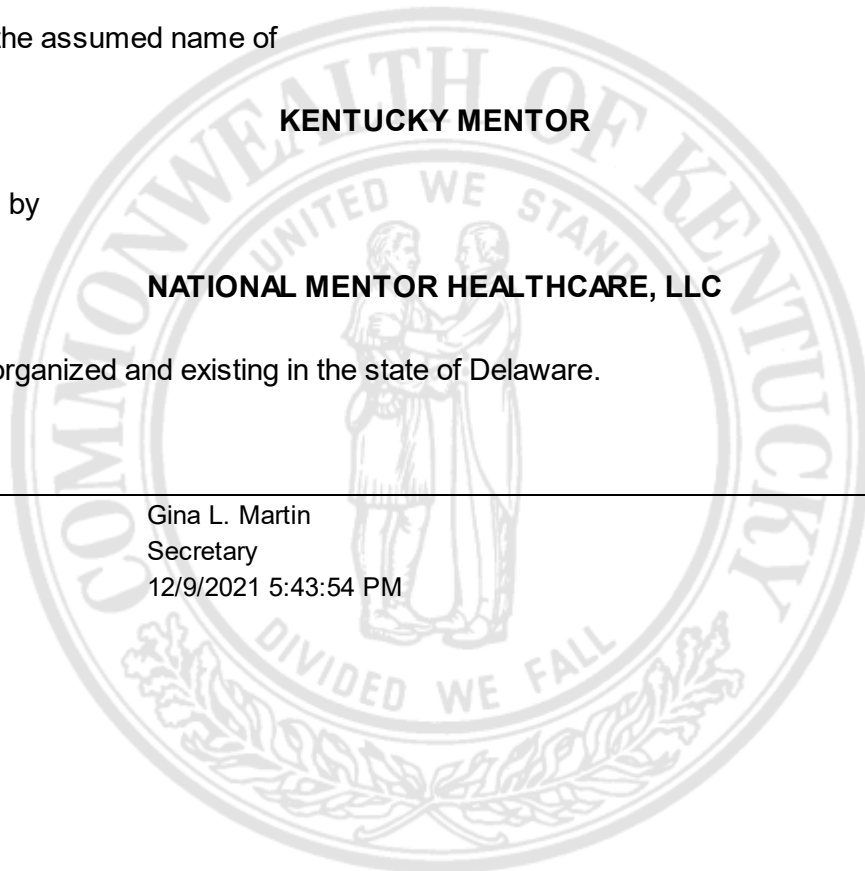 the assumed name of
KENTUCKY MENTOR
by
NATIONAL MENTOR HEALTHCARE, LLC
organized and existing in the state of Delaware.
Gina L. Martin
Secretary
12/9/2021 5:43:54 PM
COMMONWEALTH OF KENTUCKY
UNITED WE STAND
DIVIDED WE FALL